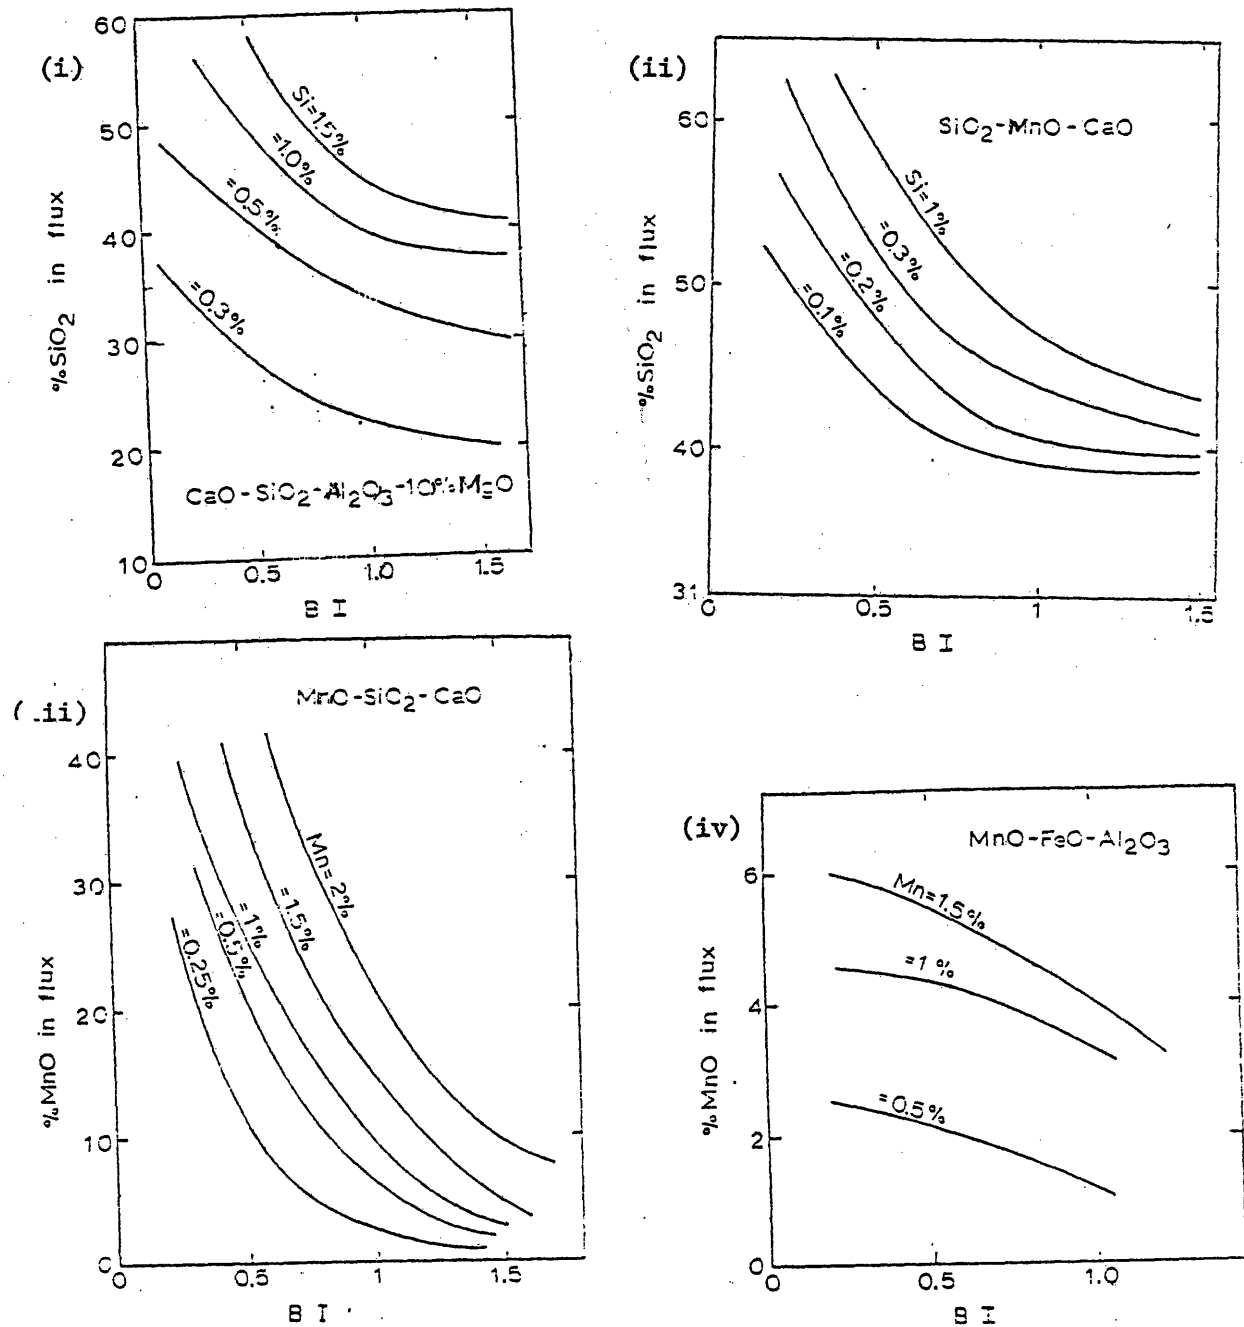 (i)
60
50
40
30
20
10
%SiO2 in flux
Si=1.5%
=1.0%
=0.5%
=0.3%
CaO-SiO2-Al2O3-10%MgO
0
0.5
1.0
1.5
B I
(ii)
60
50
40
31
%SiO2 in flux
SiO2-MnO-CaO
Si=1%
=0.3%
=0.2%
=0.1%
0
0.5
1
1.5
B I
ii)
40
30
20
10
0
%MnO in flux
MnO-SiO2-CaO
Mn=2%
=1.5%
=1%
=0.5%
=0.25%
0
0.5
1
1.5
B I
(iv)
6
4
2
0
%MnO in flux
MnO-FeO-Al2O3
Mn=1.5%
=1%
=0.5%
0
0.5
1.0
B I